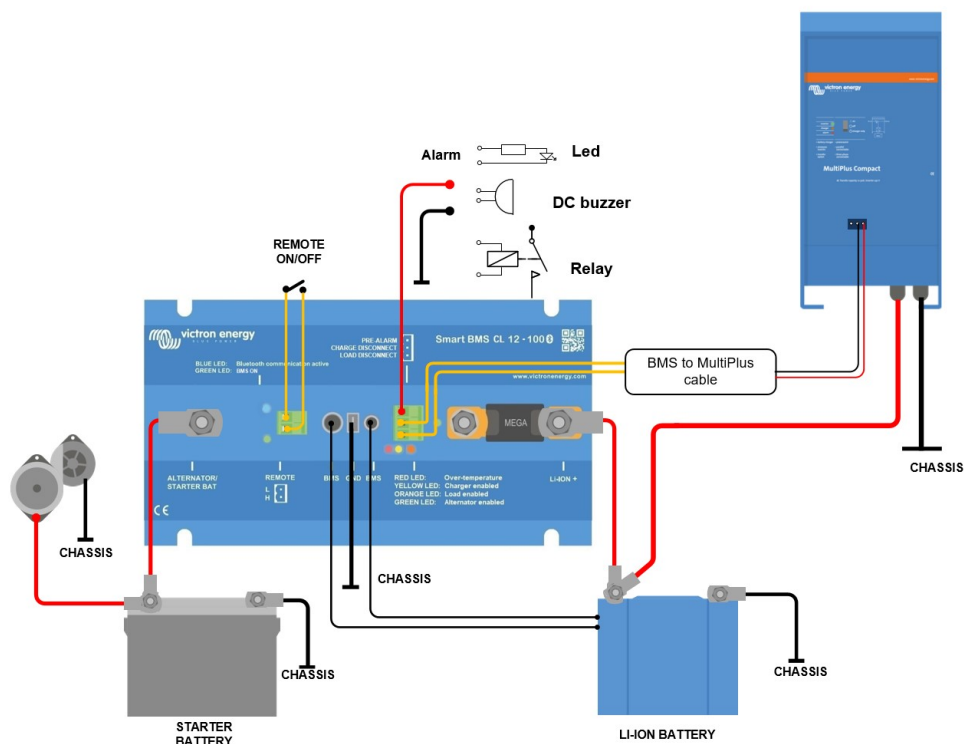 victron energy
MultiPlus Compact
Alarm
Led
DC buzzer
Relay
REMOTE
ON/OFF
victron energy
BLUE POWER
PRE-ALARM
CHARGE DISCONNECT
LOAD DISCONNECT
Smart BMS CL 12 - 100
BLUE LED: Bluetooth communication active
GREEN LED: BMS ON
www.victronenergy.com
BMS to MultiPlus
cable
MEGA
CHASSIS
ALTERNATOR/
STARTER BAT
REMOTE
L
H
BMS GND BMS
RED LED: Over-temperature
YELLOW LED: Charger enabled
ORANGE LED: Load enabled
GREEN LED: Alternator enabled
LI-ION +
CE
CHASSIS
CHASSIS
CHASSIS
CHASSIS
STARTER
BATTERY
LI-ION BATTERY